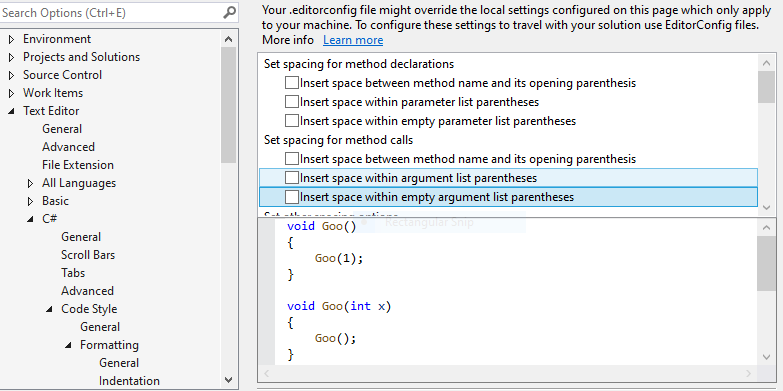 Search Options (Ctrl+E)
Environment
Projects and Solutions
Source Control
Work Items
Text Editor
General
Advanced
File Extension
All Languages
Basic
C#
General
Scroll Bars
Tabs
Advanced
Code Style
General
Formatting
General
Indentation
Your .editorconfig file might override the local settings configured on this page which only apply
to your machine. To configure these settings to travel with your solution use EditorConfig files.
More info Learn more
Set spacing for method declarations
Insert space between method name and its opening parenthesis
Insert space within parameter list parentheses
Insert space within empty parameter list parentheses
Set spacing for method calls
Insert space between method name and its opening parenthesis
Insert space within argument list parentheses
Insert space within empty argument list parentheses
Set other spacing options
Rectangular Snip
void Goo()
{
Goo(1);
}
void Goo(int x)
{
Goo();
}